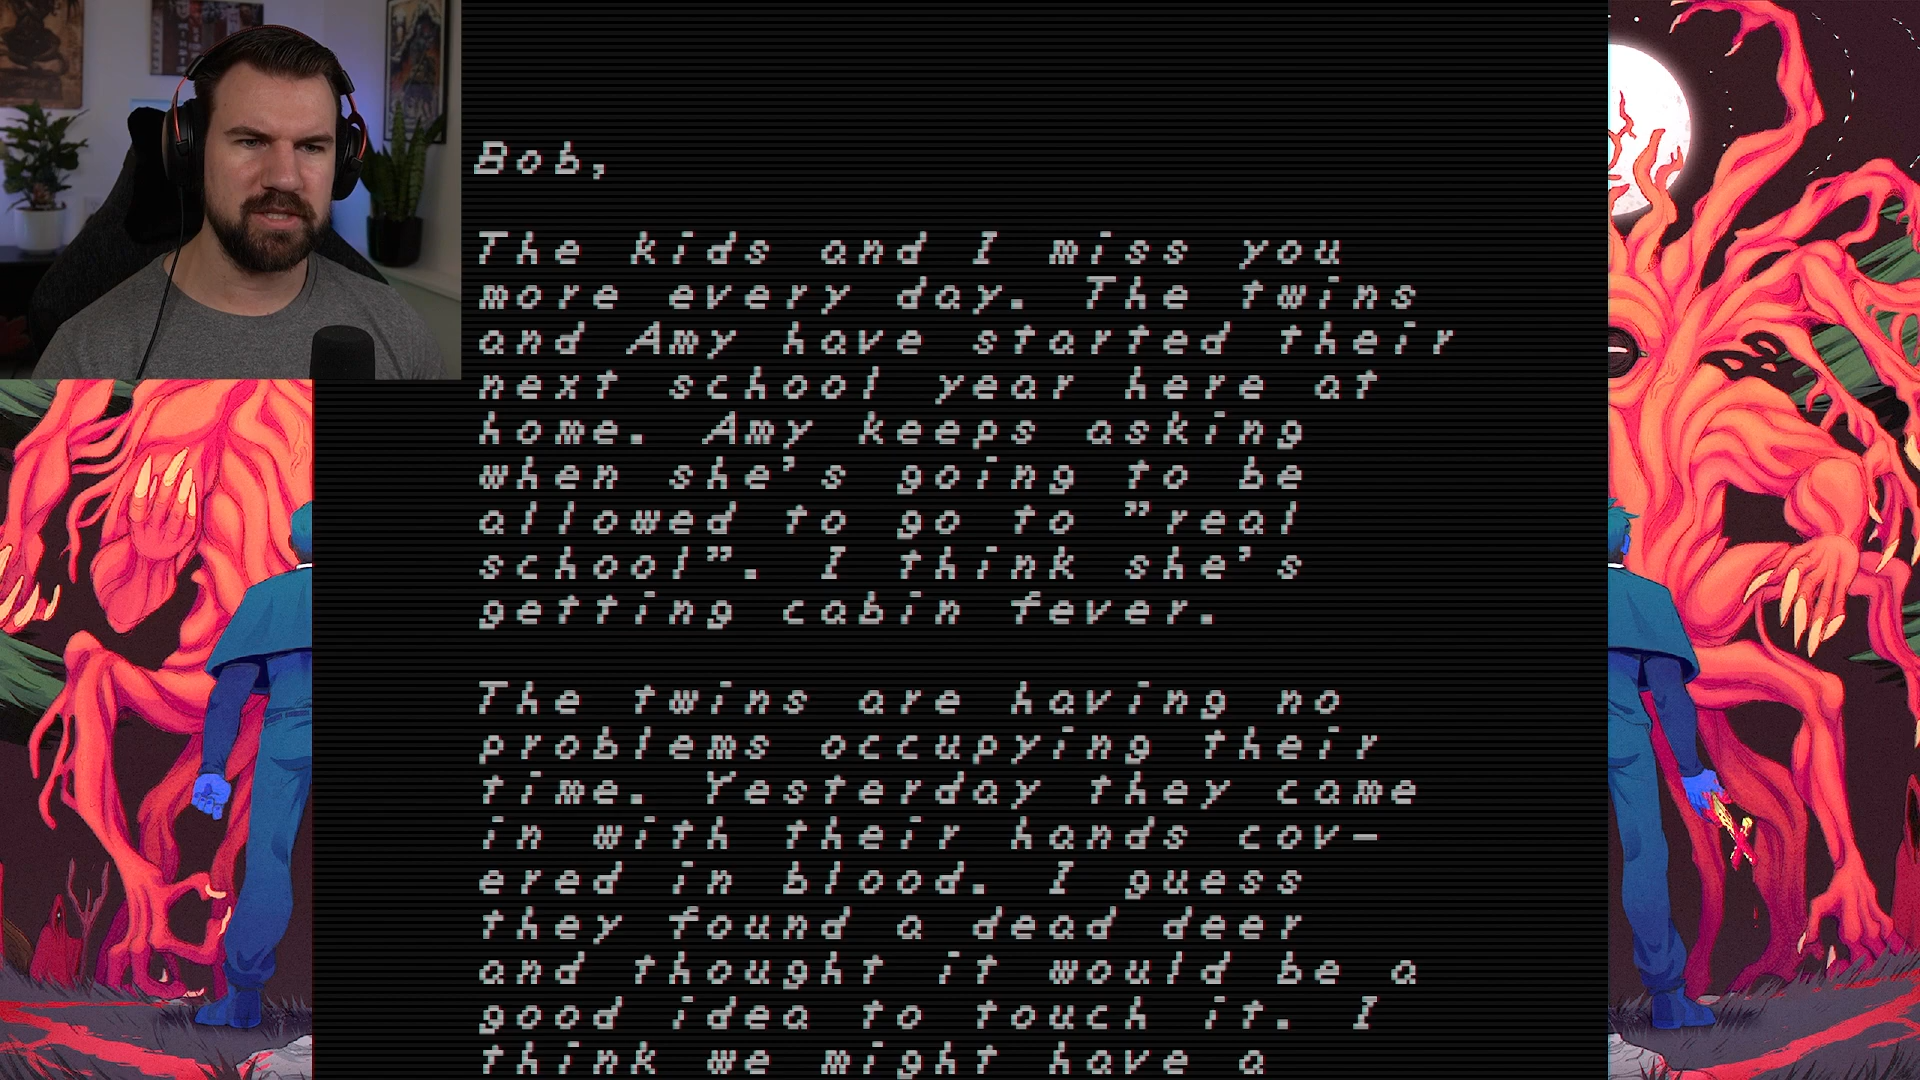 Bob,
The kids and I miss you
more every day. The twins
and Amy have started their
next school year here at
home. Amy keeps asking
when she's going to be
allowed to go to "real
school". I think she's
getting cabin fever.
The twins are having no
problems occupying their
time. Yesterday they came
in with their hands cov-
ered in blood. I guess
they found a dead deer
and thought it would be a
good idea to touch it. I
think we might have a